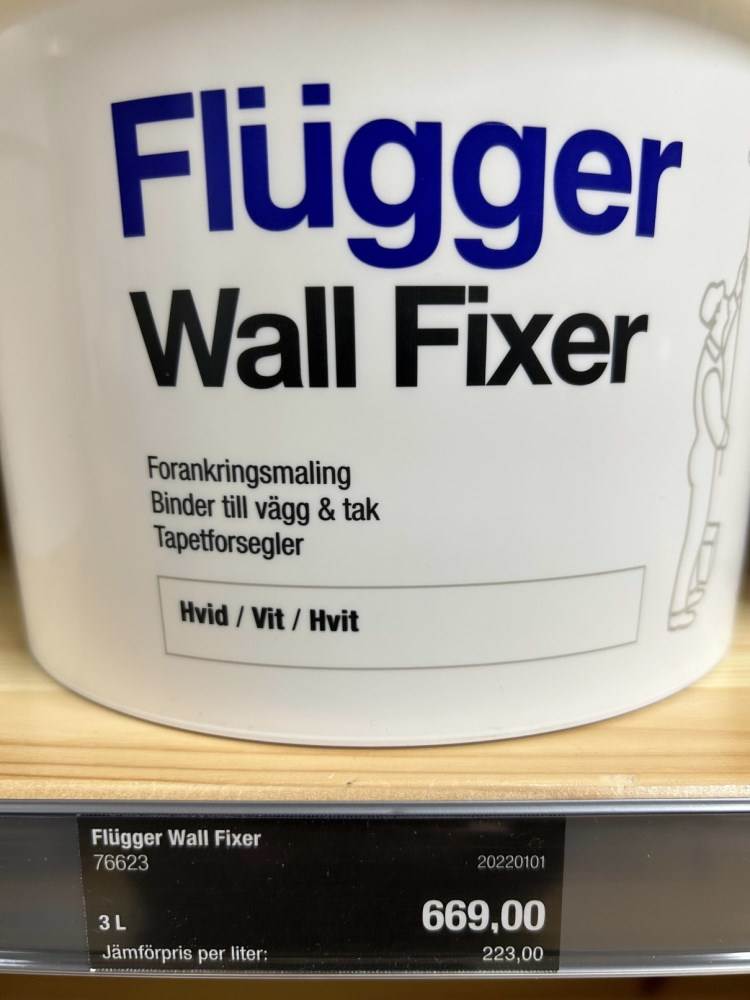 Flügger
Wall Fixer
Forankringsmaling
Binder till vägg & tak
Tapetforsegler
Hvid / Vit / Hvit
Flügger Wall Fixer
76623 20220101
3 L 669,00
Jämförpris per liter: 223,00